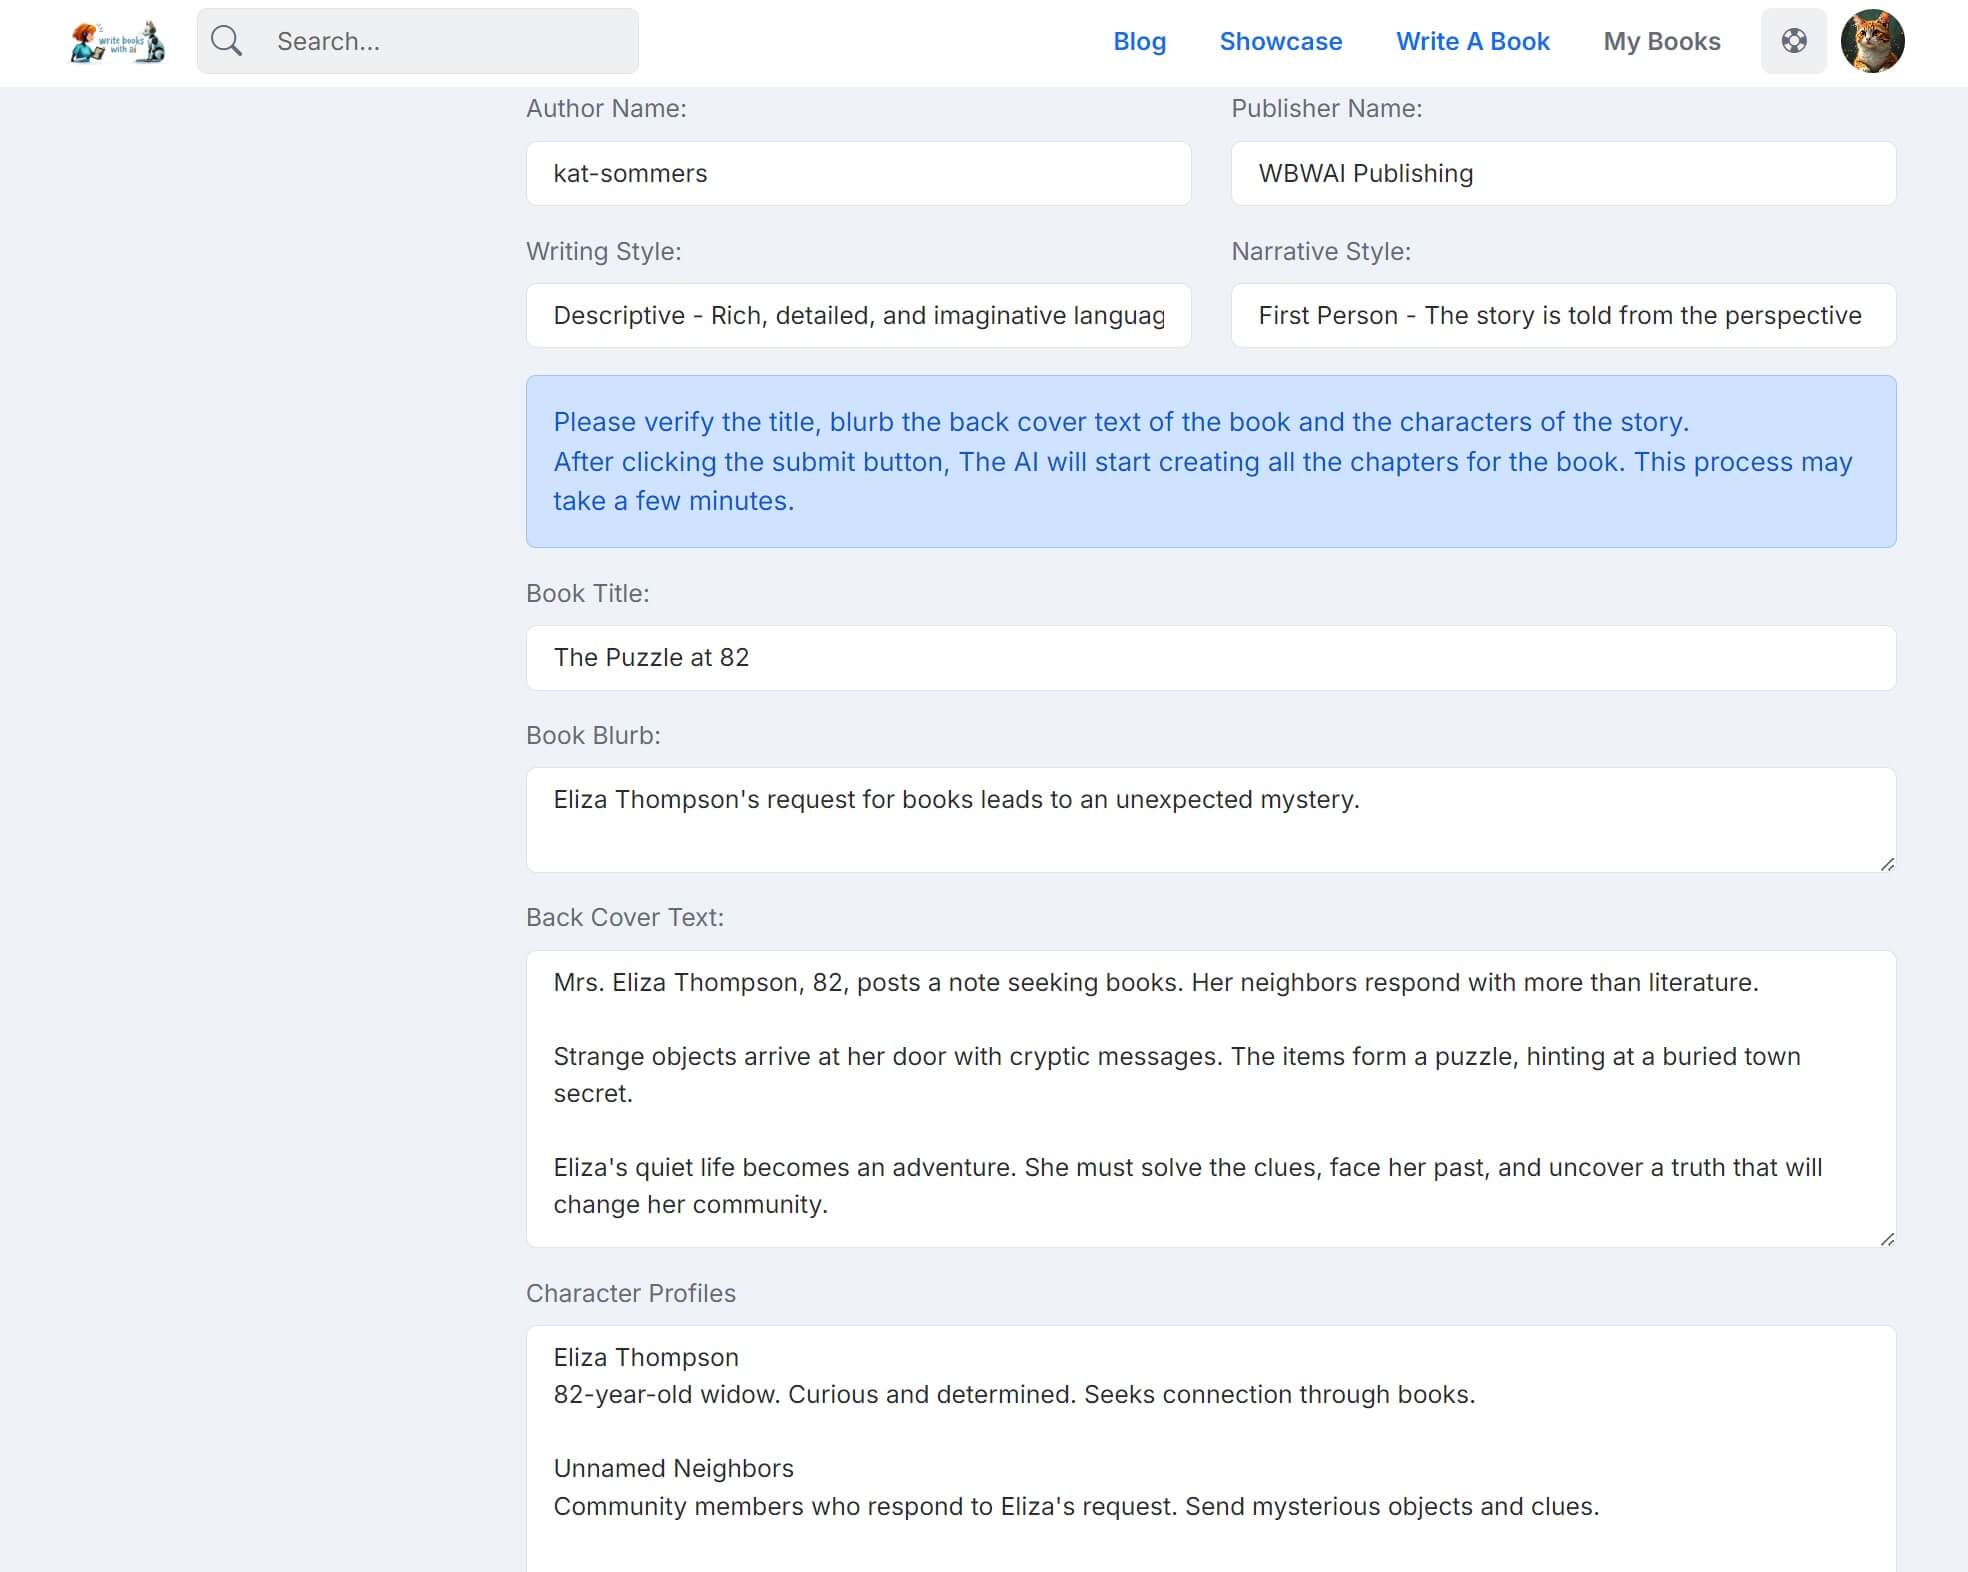 write books
with ai
Search...
Blog
Showcase
Write A Book
My Books
Author Name:
Publisher Name:
kat-sommers
WBWAI Publishing
Writing Style:
Narrative Style:
Descriptive - Rich, detailed, and imaginative languag
First Person - The story is told from the perspective
Please verify the title, blurb the back cover text of the book and the characters of the story.
After clicking the submit button, The AI will start creating all the chapters for the book. This process may
take a few minutes.
Book Title:
The Puzzle at 82
Book Blurb:
Eliza Thompson's request for books leads to an unexpected mystery.
Back Cover Text:
Mrs. Eliza Thompson, 82, posts a note seeking books. Her neighbors respond with more than literature.
Strange objects arrive at her door with cryptic messages. The items form a puzzle, hinting at a buried town
secret.
Eliza's quiet life becomes an adventure. She must solve the clues, face her past, and uncover a truth that will
change her community.
Character Profiles
Eliza Thompson
82-year-old widow. Curious and determined. Seeks connection through books.
Unnamed Neighbors
Community members who respond to Eliza's request. Send mysterious objects and clues.